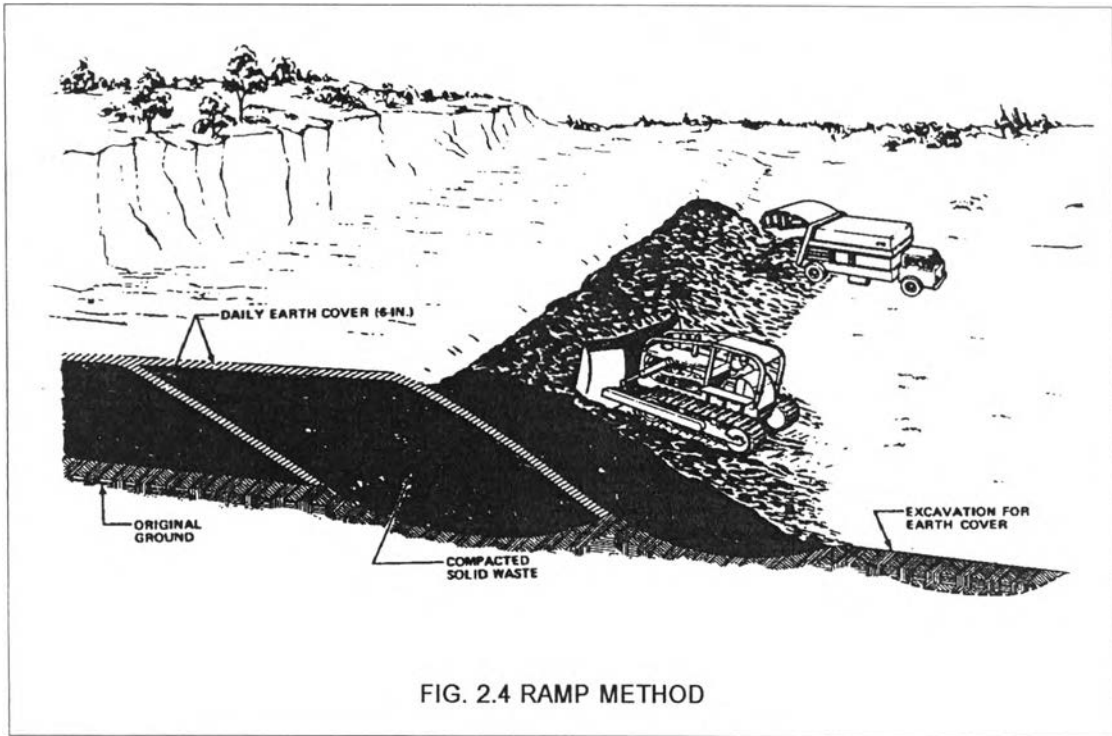 DAILY EARTH COVER (6-IN.)
ORIGINAL
GROUND
COMPACTED
SOLID WASTE
EXCAVATION FOR
EARTH COVER
FIG. 2.4 RAMP METHOD